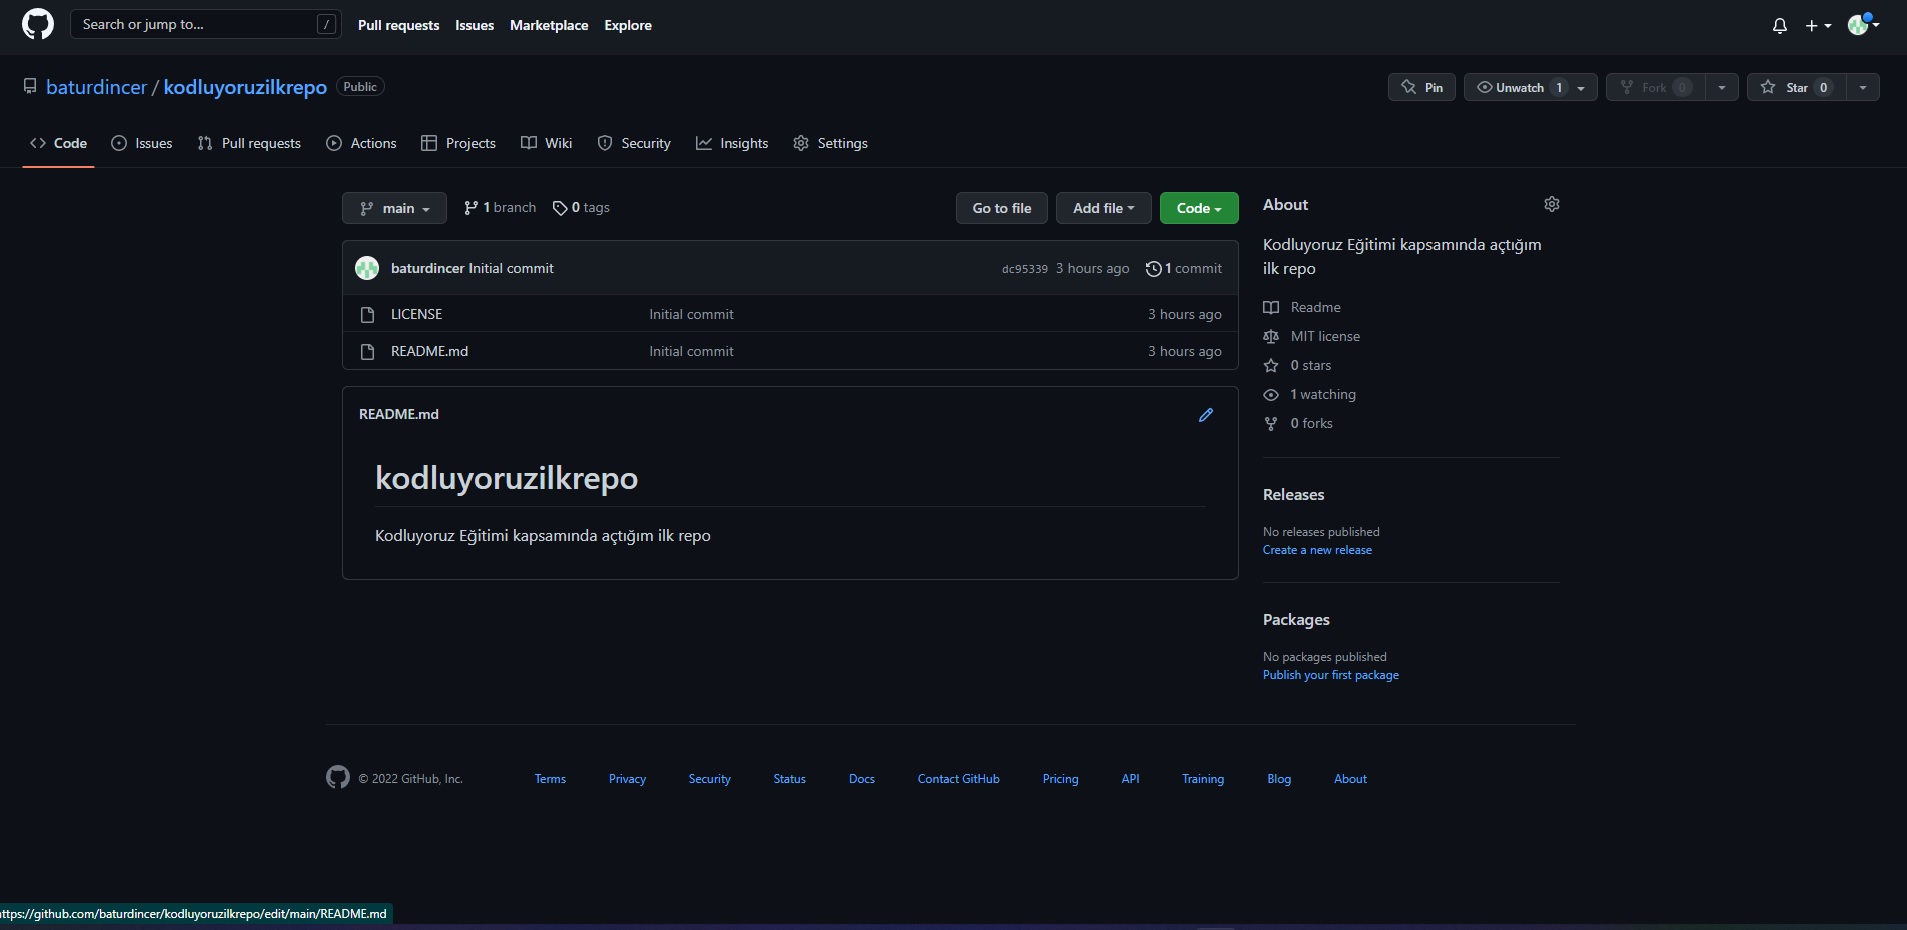 Search or jump to... /
Pull requests Issues Marketplace Explore
baturdincer / kodluyoruzilkrepo Public
Pin Unwatch 1 Fork 0 Star 0
Code Issues Pull requests Actions Projects Wiki Security Insights Settings
main 1 branch 0 tags
Go to file Add file Code
baturdincer Initial commit dc95339 3 hours ago 1 commit
LICENSE Initial commit 3 hours ago
README.md Initial commit 3 hours ago
README.md
kodluyoruzilkrepo
Kodluyoruz Eğitimi kapsamında açtığım ilk repo
About
Kodluyoruz Eğitimi kapsamında açtığım
ilk repo
Readme
MIT license
0 stars
1 watching
0 forks
Releases
No releases published
Create a new release
Packages
No packages published
Publish your first package
© 2022 GitHub, Inc. Terms Privacy Security Status Docs Contact GitHub Pricing API Training Blog About
ttps://github.com/baturdincer/kodluyoruzilkrepo/edit/main/README.md